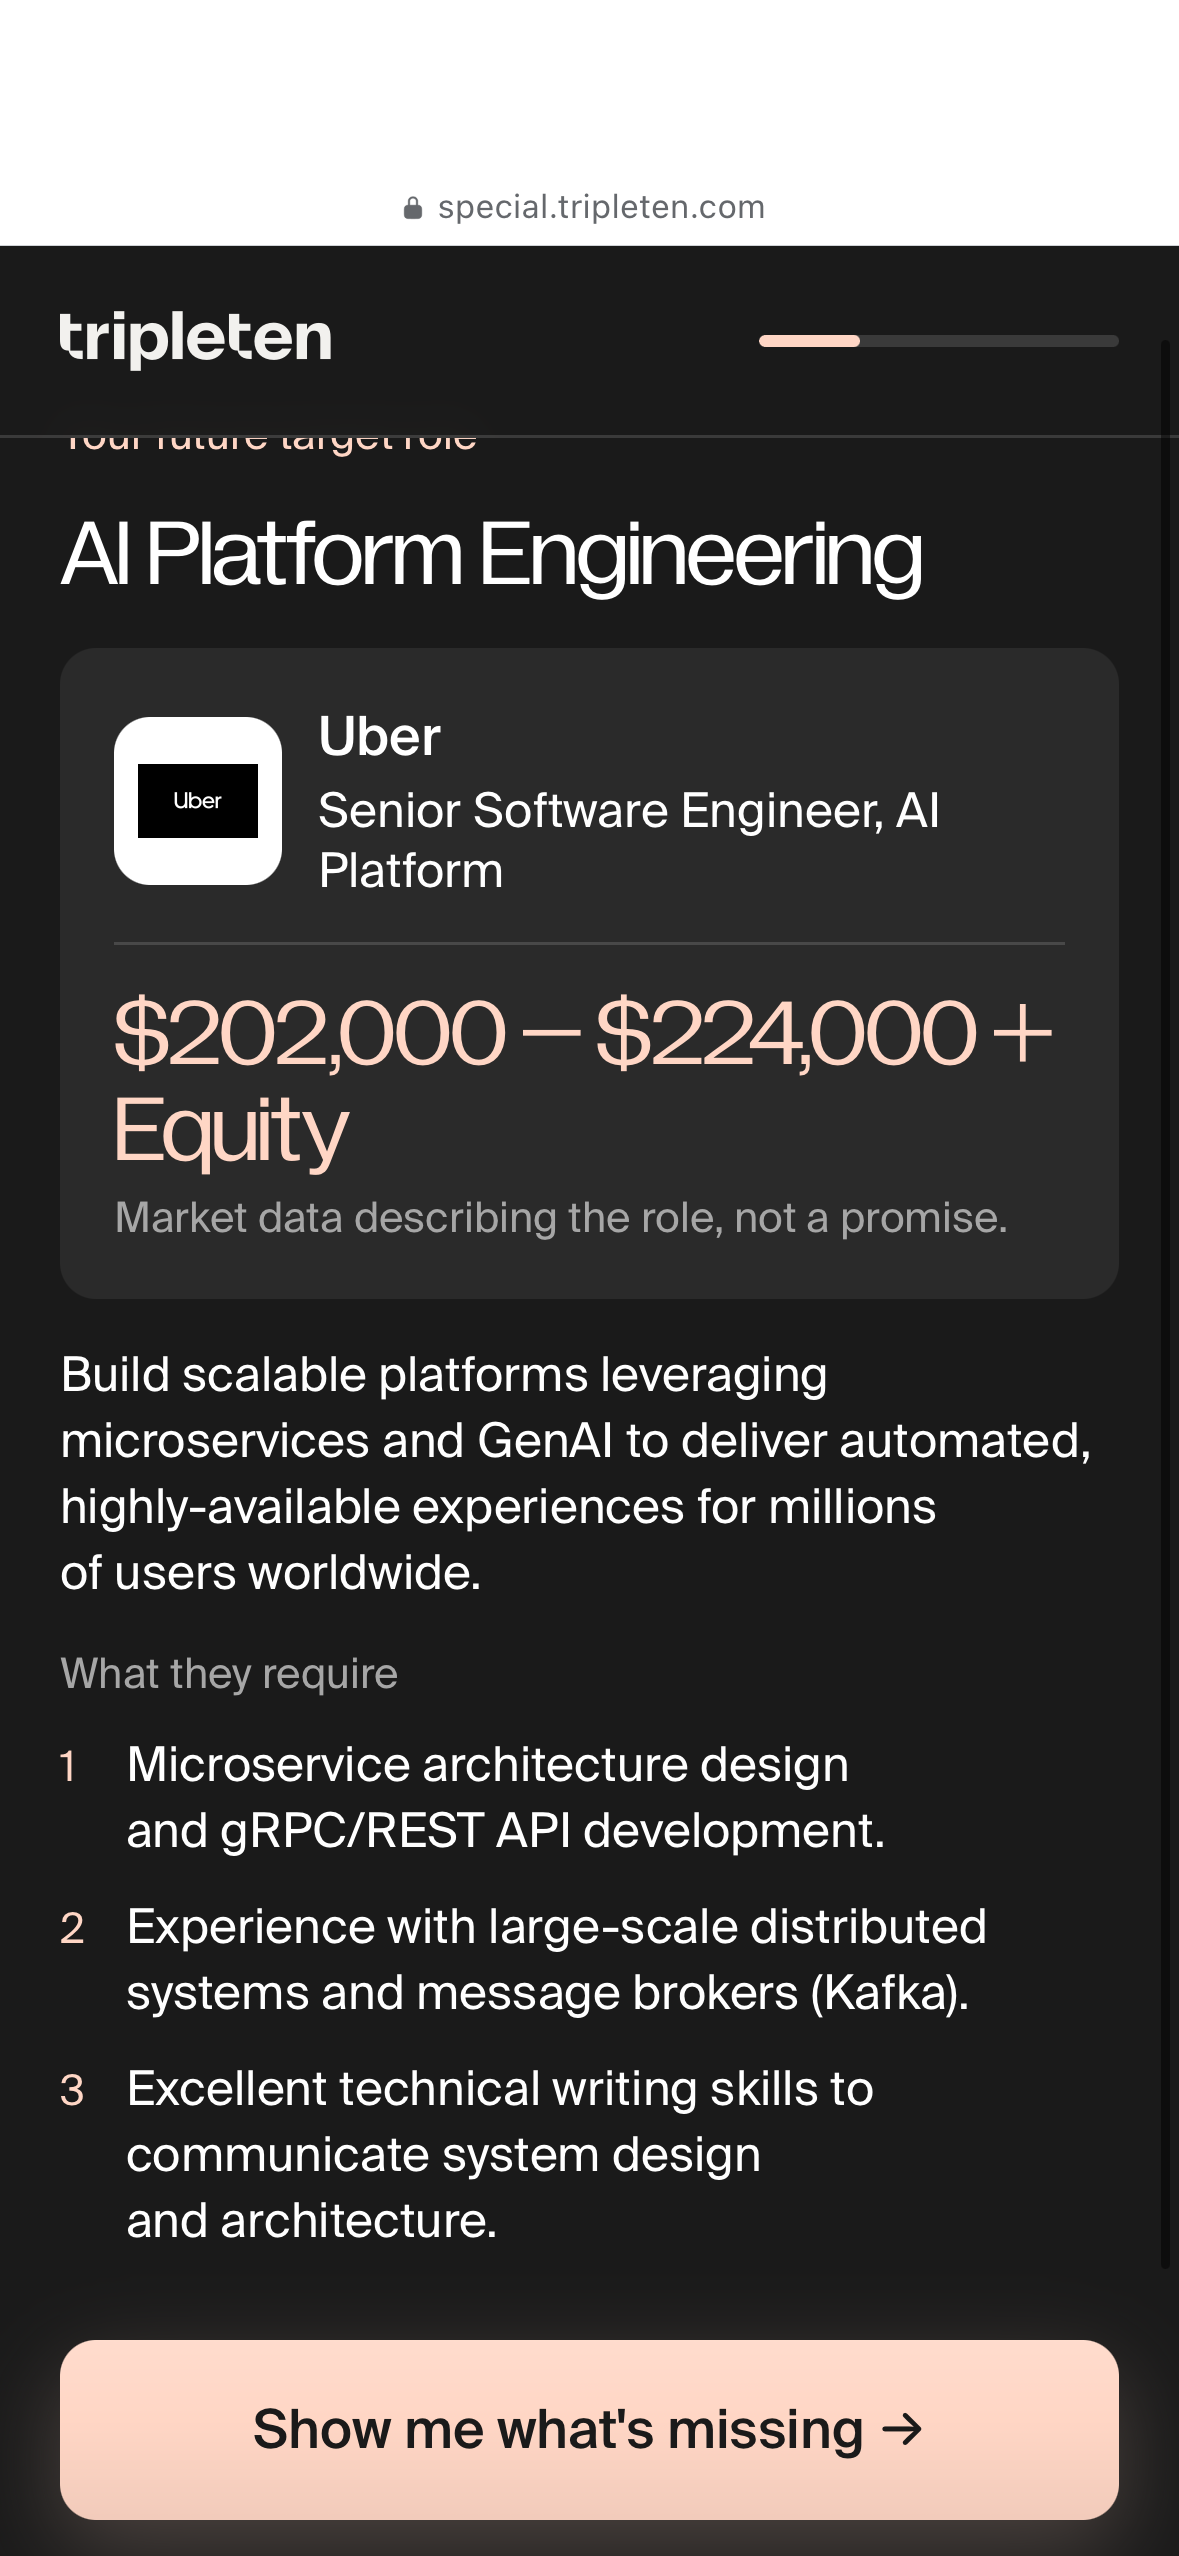 special.tripleten.com
tripleten
Your future target role
AI Platform Engineering
Uber
Uber
Senior Software Engineer, AI
Platform
$202,000 – $224,000 +
Equity
Market data describing the role, not a promise.
Build scalable platforms leveraging
microservices and GenAI to deliver automated,
highly-available experiences for millions
of users worldwide.
What they require
1 Microservice architecture design
and gRPC/REST API development.
2 Experience with large-scale distributed
systems and message brokers (Kafka).
3 Excellent technical writing skills to
communicate system design
and architecture.
Show me what's missing →